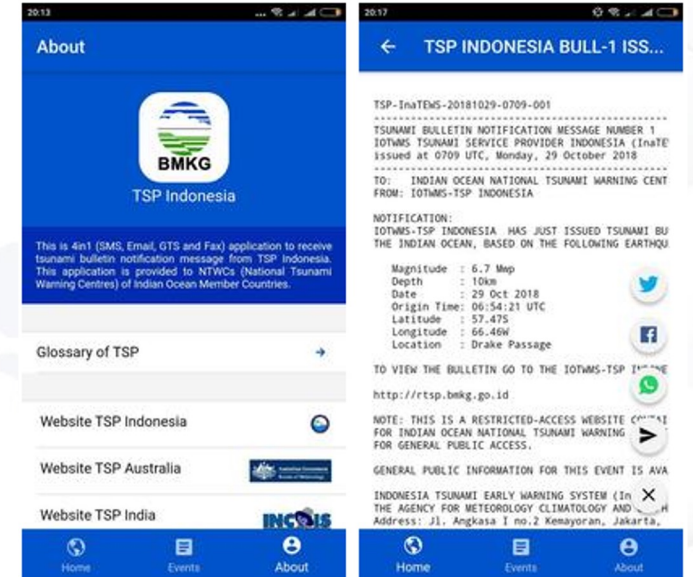 20:13
About
BMKG
TSP Indonesia
This is 4in1 (SMS, Email, GTS and Fax) application to receive
tsunami bulletin notification message from TSP Indonesia.
This application is provided to NTWCs (National Tsunami
Warning Centres) of Indian Ocean Member Countries.
Glossary of TSP
Website TSP Indonesia
Website TSP Australia
Australian Government
Bureau of Meteorology
Website TSP India
INCOIS
Home
Events
About
20:17
TSP INDONESIA BULL-1 ISS...
TSP-InaTEWS-20181029-0709-001
TSUNAMI BULLETIN NOTIFICATION MESSAGE NUMBER 1
IOTWMS TSUNAMI SERVICE PROVIDER INDONESIA (InaTE
issued at 0709 UTC, Monday, 29 October 2018
TO: INDIAN OCEAN NATIONAL TSUNAMI WARNING CENT
FROM: IOTWMS-TSP INDONESIA
NOTIFICATION:
IOTWMS-TSP INDONESIA HAS JUST ISSUED TSUNAMI BU
THE INDIAN OCEAN, BASED ON THE FOLLOWING EARTHQU
Magnitude : 6.7 Mwp
Depth : 10km
Date : 29 Oct 2018
Origin Time: 06:54:21 UTC
Latitude : 57.47S
Longitude : 66.46W
Location : Drake Passage
TO VIEW THE BULLETIN GO TO THE IOTWMS-TSP
http://rtsp.bmkg.go.id
NOTE: THIS IS A RESTRICTED-ACCESS WEBSITE
FOR INDIAN OCEAN NATIONAL TSUNAMI WARNING
FOR GENERAL PUBLIC ACCESS.
GENERAL PUBLIC INFORMATION FOR THIS EVENT IS AVA
INDONESIA TSUNAMI EARLY WARNING SYSTEM (In
THE AGENCY FOR METEOROLOGY CLIMATOLOGY AND
Address: Jl. Angkasa I no.2 Kemayoran, Jakarta,
Home
Events
About